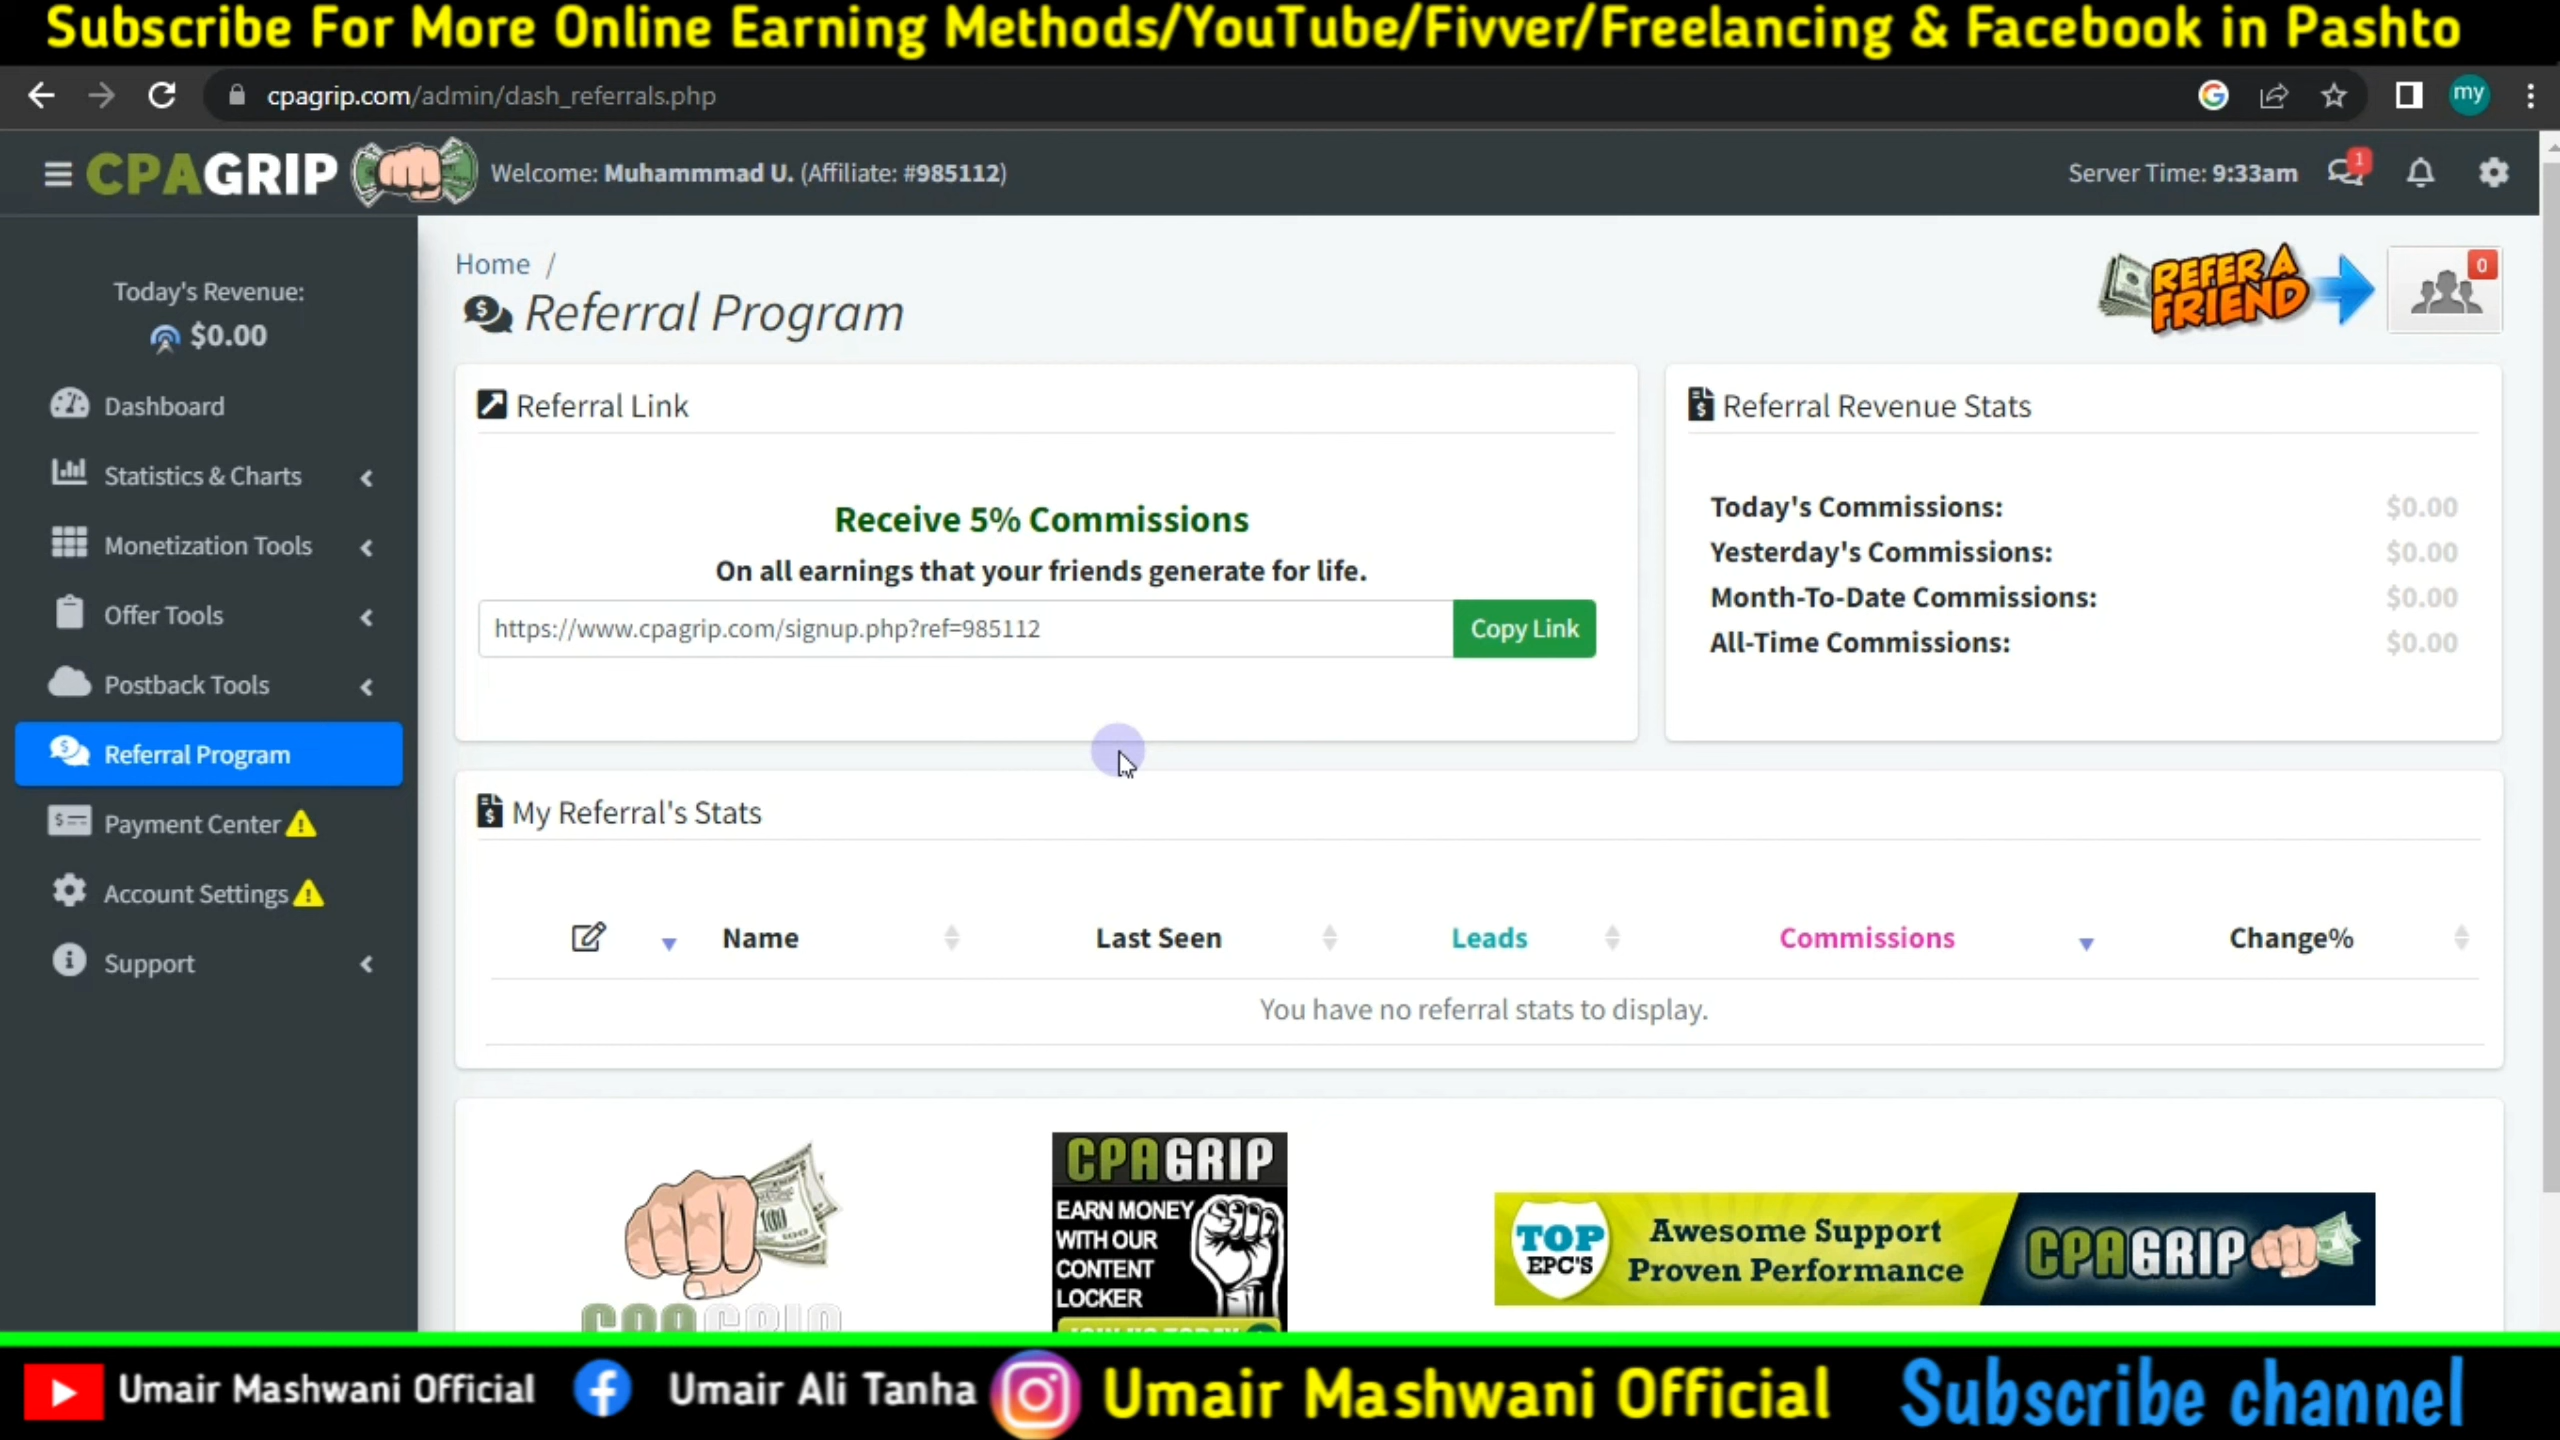 Subscribe For More Online Earning Methods/YouTube/Fivver/Freelancing & Facebook in Pashto
cpagrip.com/admin/dash_referrals.php
my
CPAGRIP
Welcome: Muhammmad U. (Affiliate: #985112)
Server Time: 9:33am
1
Today's Revenue:
$0.00
Dashboard
Statistics & Charts
Monetization Tools
Offer Tools
Postback Tools
Referral Program
Payment Center
Account Settings
Support
Home /
Referral Program
REFER A FRIEND
0
Referral Link
Receive 5% Commissions
On all earnings that your friends generate for life.
https://www.cpagrip.com/signup.php?ref=985112
Copy Link
Referral Revenue Stats
Today's Commissions: $0.00
Yesterday's Commissions: $0.00
Month-To-Date Commissions: $0.00
All-Time Commissions: $0.00
My Referral's Stats
Name Last Seen Leads Commissions Change%
You have no referral stats to display.
CPAGRIP
CPAGRIP
EARN MONEY
WITH OUR
CONTENT
LOCKER
JOIN US TODAY
TOP
EPC'S
Awesome Support
Proven Performance
CPAGRIP
Umair Mashwani Official
Umair Ali Tanha
Umair Mashwani Official
Subscribe channel